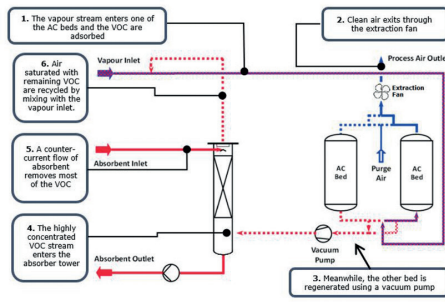 1. The vapour stream enters one of
the AC beds and the VOC are
adsorbed
2. Clean air exits through
the extraction fan
6. Air
saturated with
remaining VOC
are recycled by
mixing with the
vapour inlet.
Vapour Inlet
Process Air Outle
Extraction
Fan
5. A counter-
current flow of
absorbent
removes most
of the VOC
Absorbent Inlet
AC
Bed
Purge
Air
AC
Bed
4. The highly
concentrated
VOC stream
enters the
absorber tower
Absorbent Outlet
Vacuum
Pump
3. Meanwhile, the other bed is
regenerated using a vacuum pump